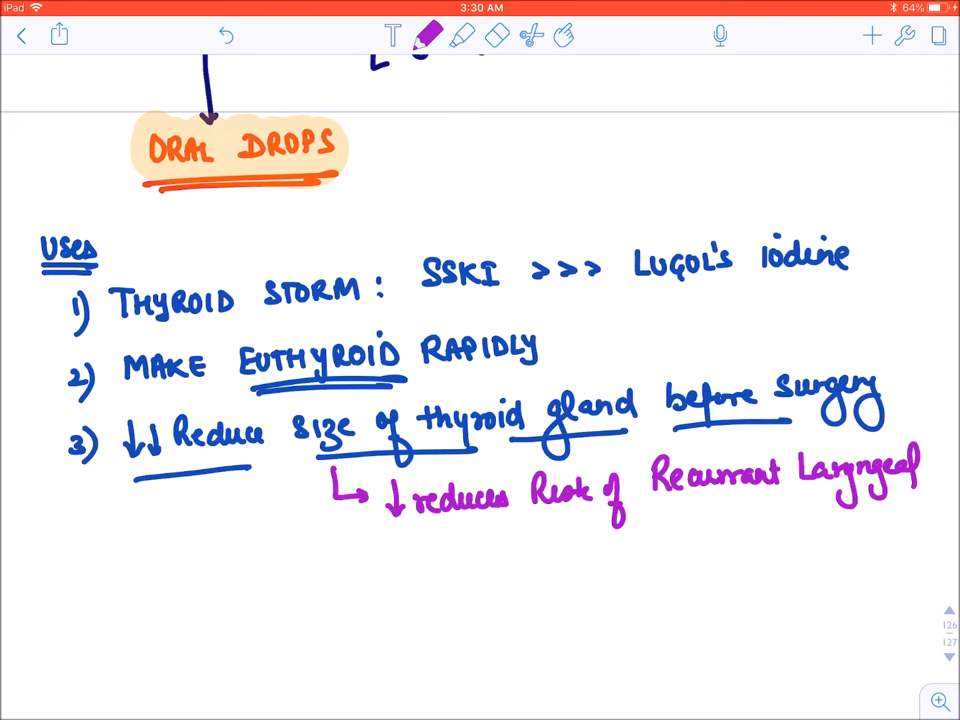 iPad 3:30 AM 64%
T
ORAL DROPS
Uses
1) THYROID STORM: SSKI >>> LUGOL'S Iodine
2) MAKE EUTHYROID RAPIDLY
3) ↓↓ Reduce Size of thyroid gland before Surgery
↳ ↓ reduces Risk of Recurrant Laryngeal
126
127